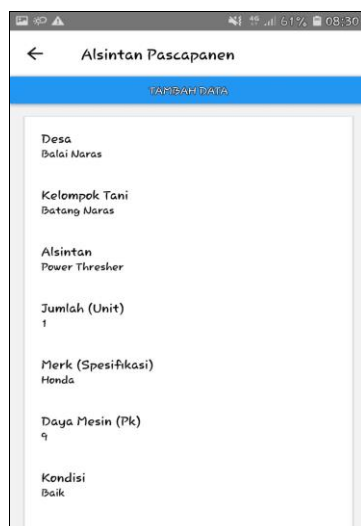 61% 08:30
Alsintan Pascapanen
TAMBAH DATA
Desa
Balai Naras
Kelompok Tani
Batang Naras
Alsintan
Power Thresher
Jumlah (Unit)
1
Merk (Spesifikasi)
Honda
Daya Mesin (Pk)
9
Kondisi
Baik